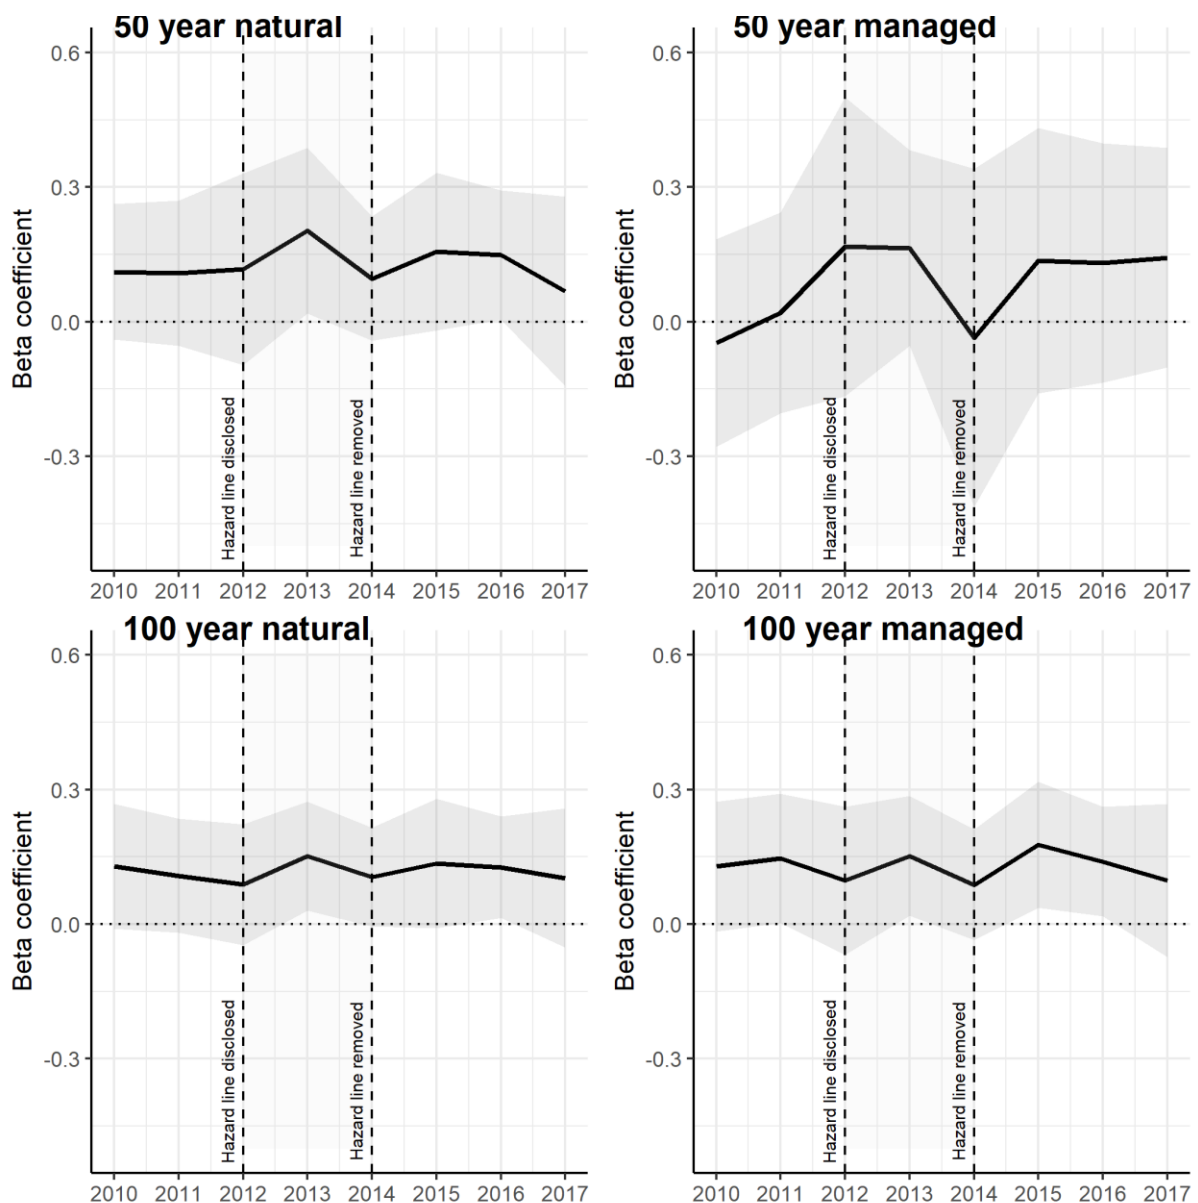 50 year natural
0.6
0.3
0.0
-0.3
Beta coefficient
Hazard line disclosed
Hazard line removed
2010 2011 2012 2013 2014 2015 2016 2017
50 year managed
0.6
0.3
0.0
-0.3
Beta coefficient
Hazard line disclosed
Hazard line removed
2010 2011 2012 2013 2014 2015 2016 2017
100 year natural
0.6
0.3
0.0
-0.3
Beta coefficient
Hazard line disclosed
Hazard line removed
2010 2011 2012 2013 2014 2015 2016 2017
100 year managed
0.6
0.3
0.0
-0.3
Beta coefficient
Hazard line disclosed
Hazard line removed
2010 2011 2012 2013 2014 2015 2016 2017